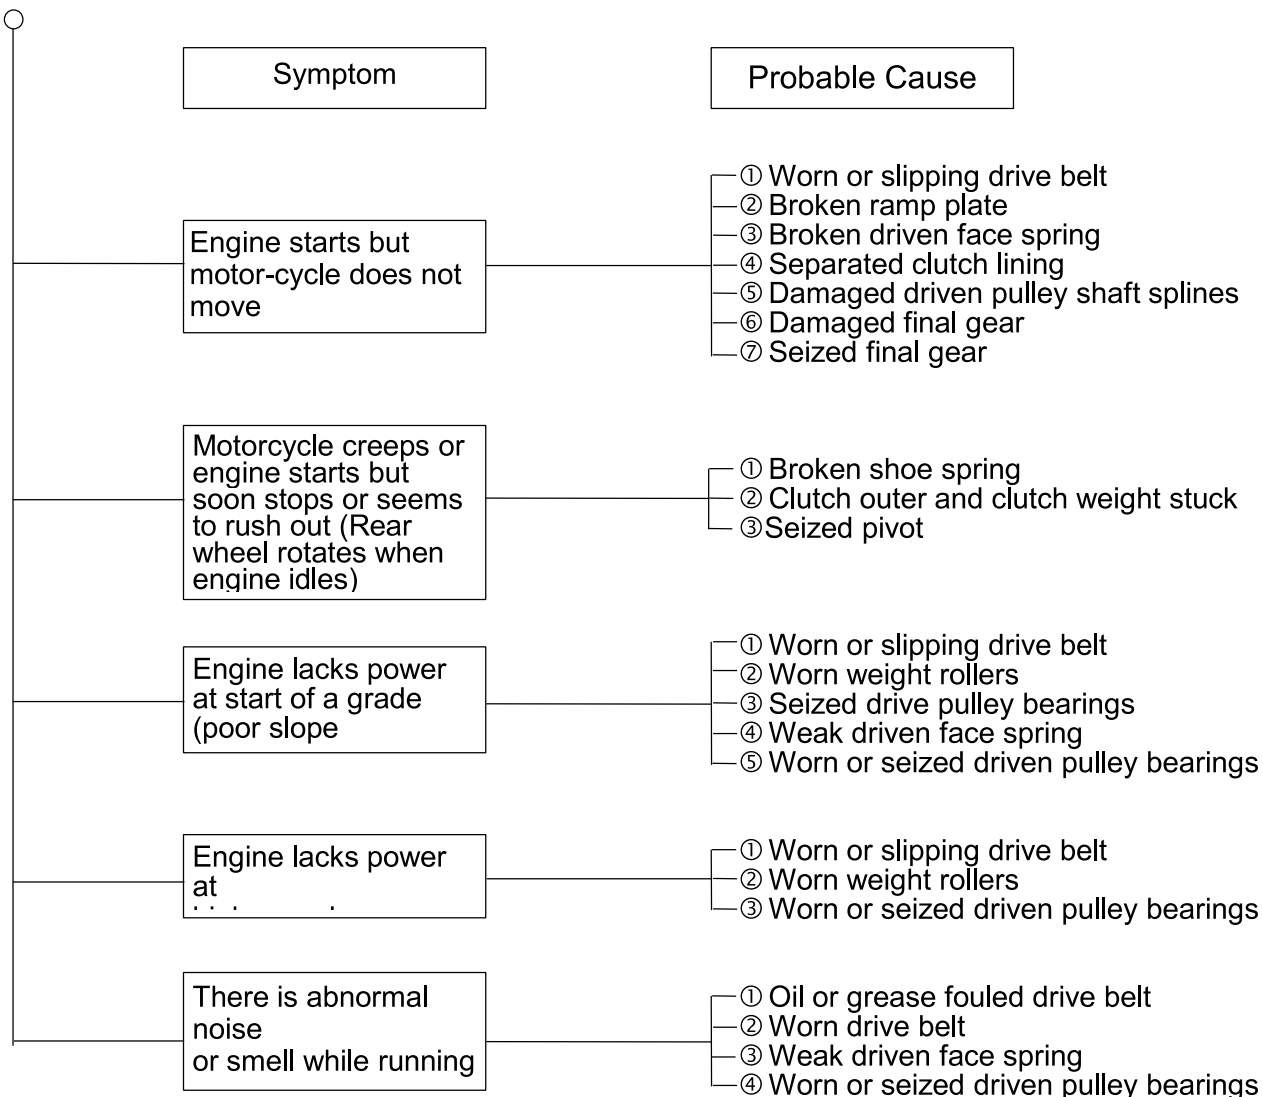 Symptom
Probable Cause
Engine starts but
motor-cycle does not
move
① Worn or slipping drive belt
② Broken ramp plate
③ Broken driven face spring
④ Separated clutch lining
⑤ Damaged driven pulley shaft splines
⑥ Damaged final gear
⑦ Seized final gear
Motorcycle creeps or
engine starts but
soon stops or seems
to rush out (Rear
wheel rotates when
engine idles)
① Broken shoe spring
② Clutch outer and clutch weight stuck
③Seized pivot
Engine lacks power
at start of a grade
(poor slope
① Worn or slipping drive belt
② Worn weight rollers
③ Seized drive pulley bearings
④ Weak driven face spring
⑤ Worn or seized driven pulley bearings
Engine lacks power
at
① Worn or slipping drive belt
② Worn weight rollers
③ Worn or seized driven pulley bearings
There is abnormal
noise
or smell while running
① Oil or grease fouled drive belt
② Worn drive belt
③ Weak driven face spring
④ Worn or seized driven pulley bearings